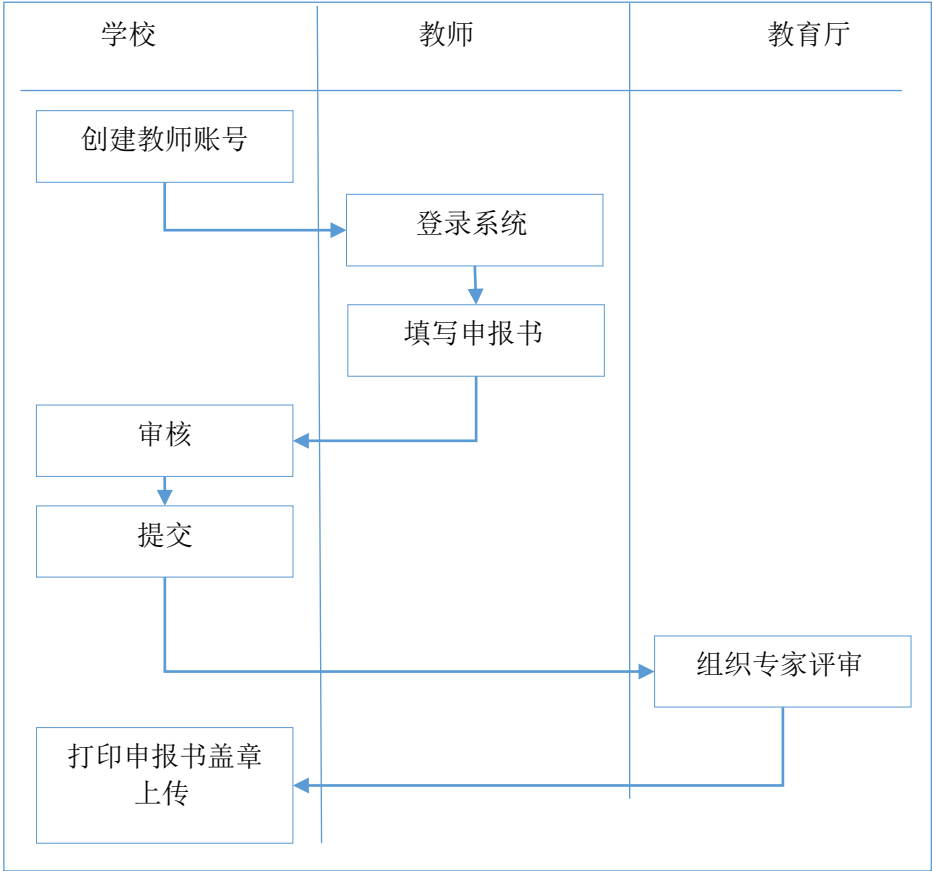 学校
教师
教育厅
创建教师账号
登录系统
填写申报书
审核
提交
组织专家评审
打印申报书盖章
上传